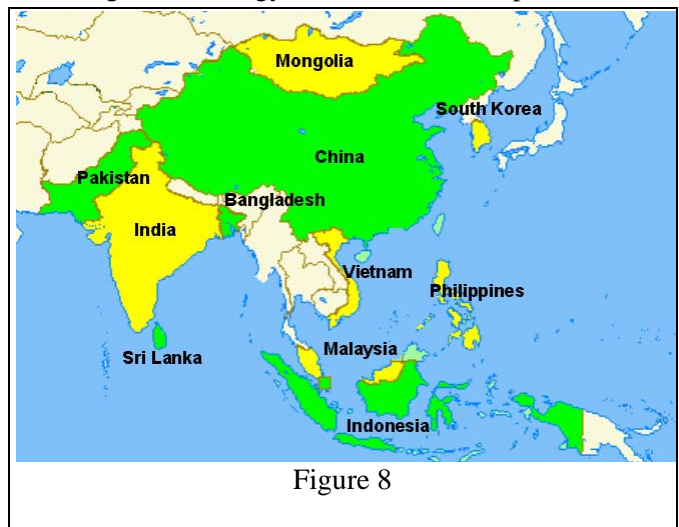 Mongolia
South Korea
China
Pakistan
Bangladesh
India
Vietnam
Philippines
Malaysia
Sri Lanka
Indonesia
Figure 8